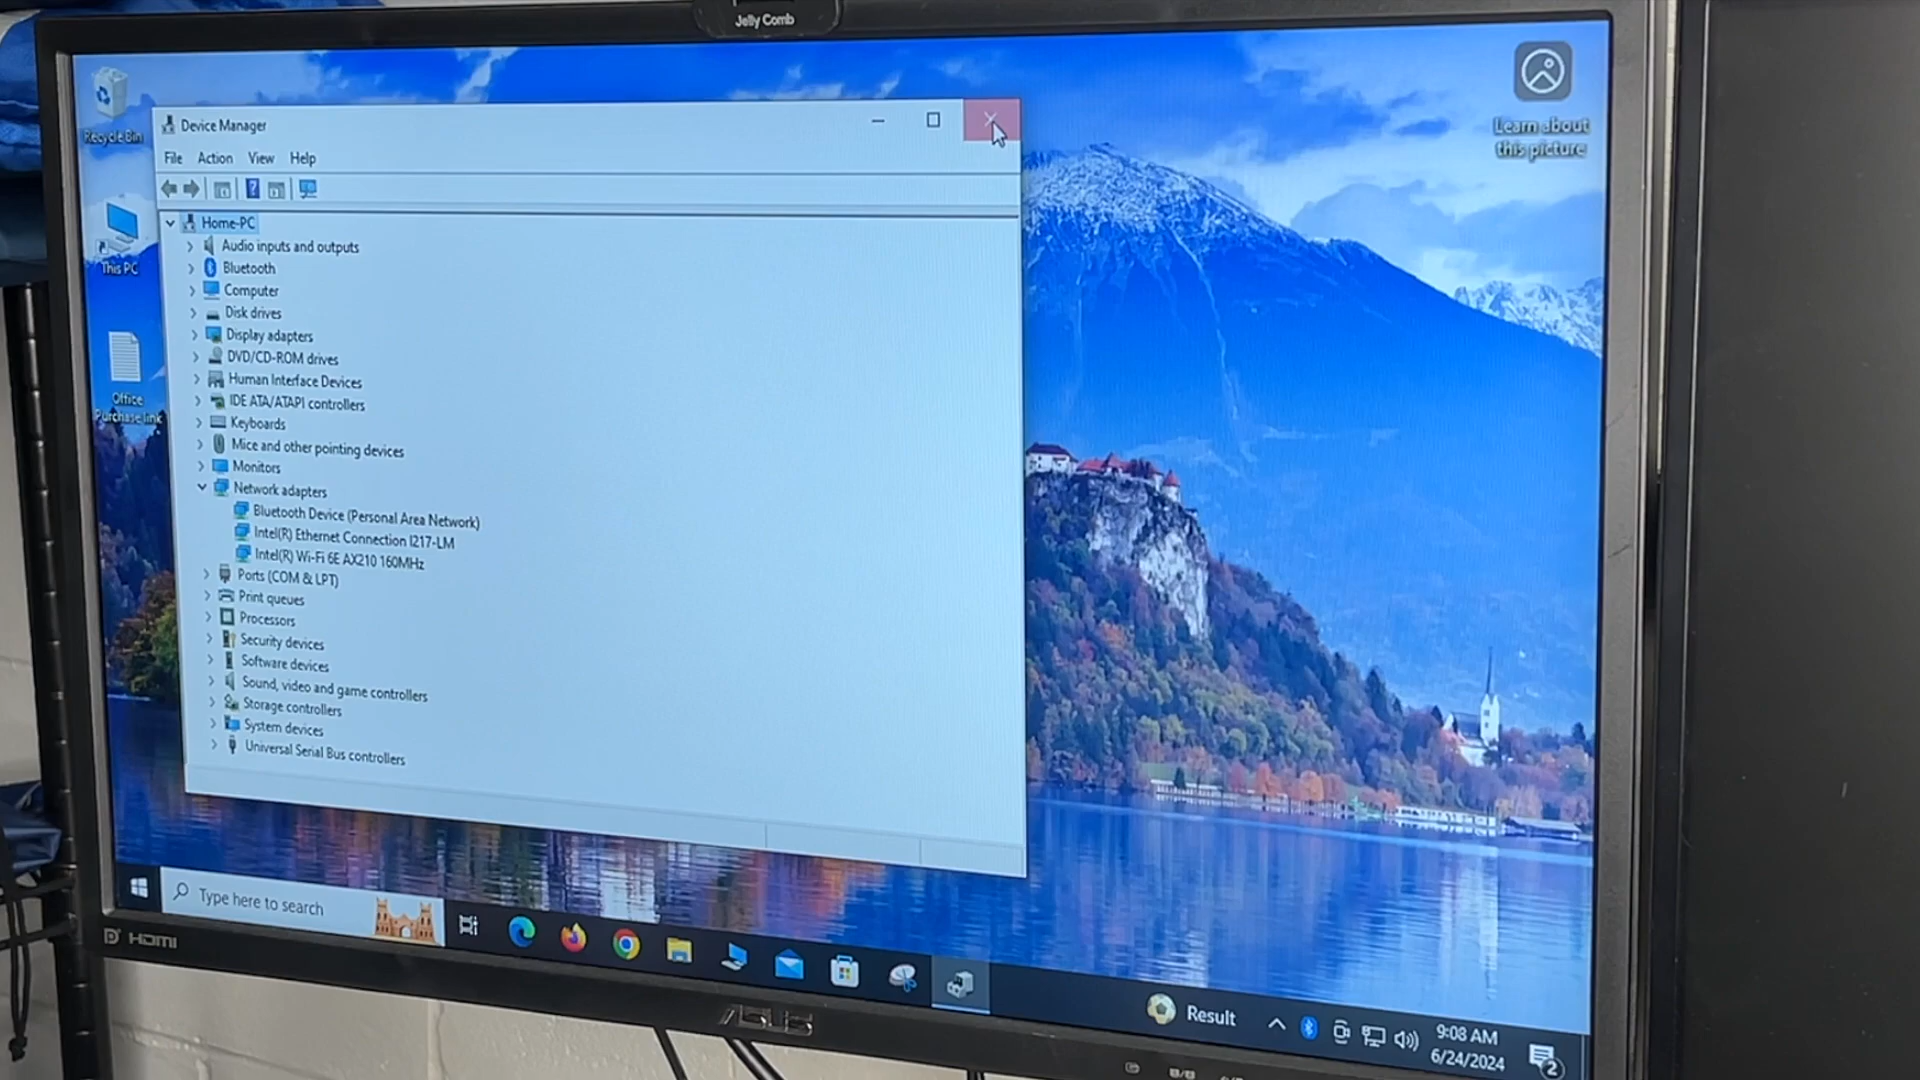 Jelly Comb
Recycle Bin
This PC
Office
Purchase link
Learn about
this picture
Device Manager
File Action View Help
Home-PC
Audio inputs and outputs
Bluetooth
Computer
Disk drives
Display adapters
DVD/CD-ROM drives
Human Interface Devices
IDE ATA/ATAPI controllers
Keyboards
Mice and other pointing devices
Monitors
Network adapters
Bluetooth Device (Personal Area Network)
Intel(R) Ethernet Connection I217-LM
Intel(R) Wi-Fi 6E AX210 160MHz
Ports (COM & LPT)
Print queues
Processors
Security devices
Software devices
Sound, video and game controllers
Storage controllers
System devices
Universal Serial Bus controllers
Type here to search
Result
9:08 AM
6/24/2024
2
HDMI
ASUS